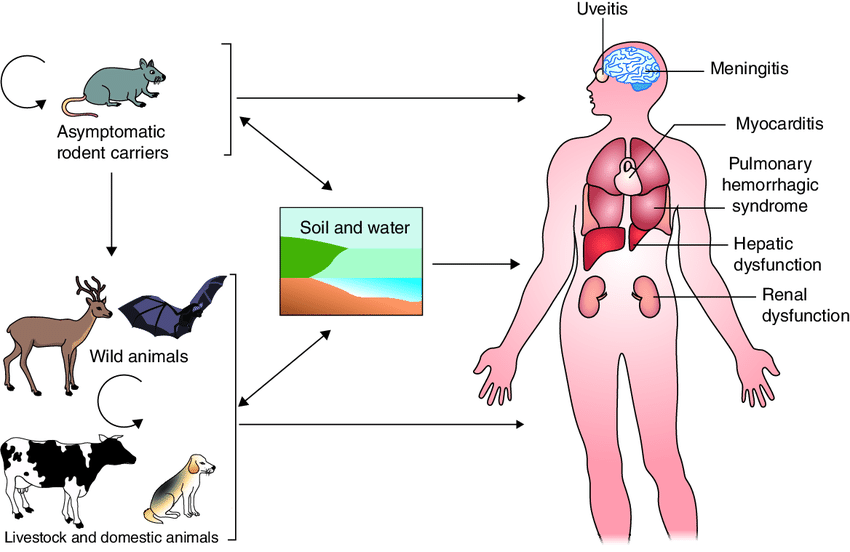 Uveitis
Meningitis
Myocarditis
Pulmonary
hemorrhagic
syndrome
Hepatic
dysfunction
Renal
dysfunction
Asymptomatic
rodent carriers
Soil and water
Wild animals
Livestock and domestic animals